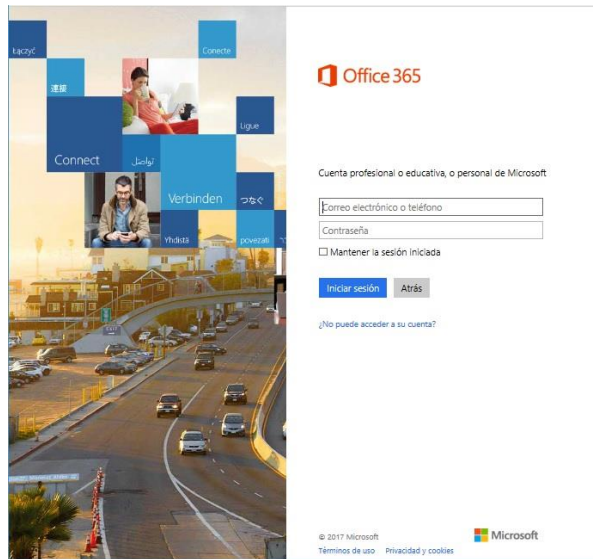 Łączyć
Conecte
連接
Ligue
Connect
تواصل
Verbinden
つなぐ
Yhdistä
povezati
Office 365
Cuenta profesional o educativa, o personal de Microsoft
Correo electrónico o teléfono
Contraseña
Mantener la sesión iniciada
Iniciar sesión
Atrás
¿No puede acceder a su cuenta?
EXIT
© 2017 Microsoft
Microsoft
Términos de uso
Privacidad y cookies